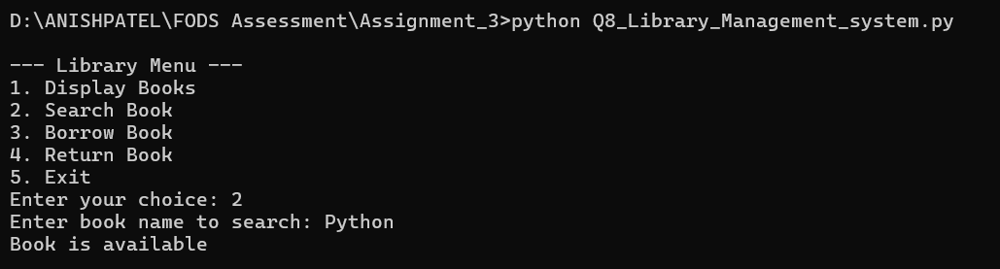 D:\ANISHPATEL\FODS Assessment\Assignment_3>python Q8_Library_Management_system.py
--- Library Menu ---
1. Display Books
2. Search Book
3. Borrow Book
4. Return Book
5. Exit
Enter your choice: 2
Enter book name to search: Python
Book is available